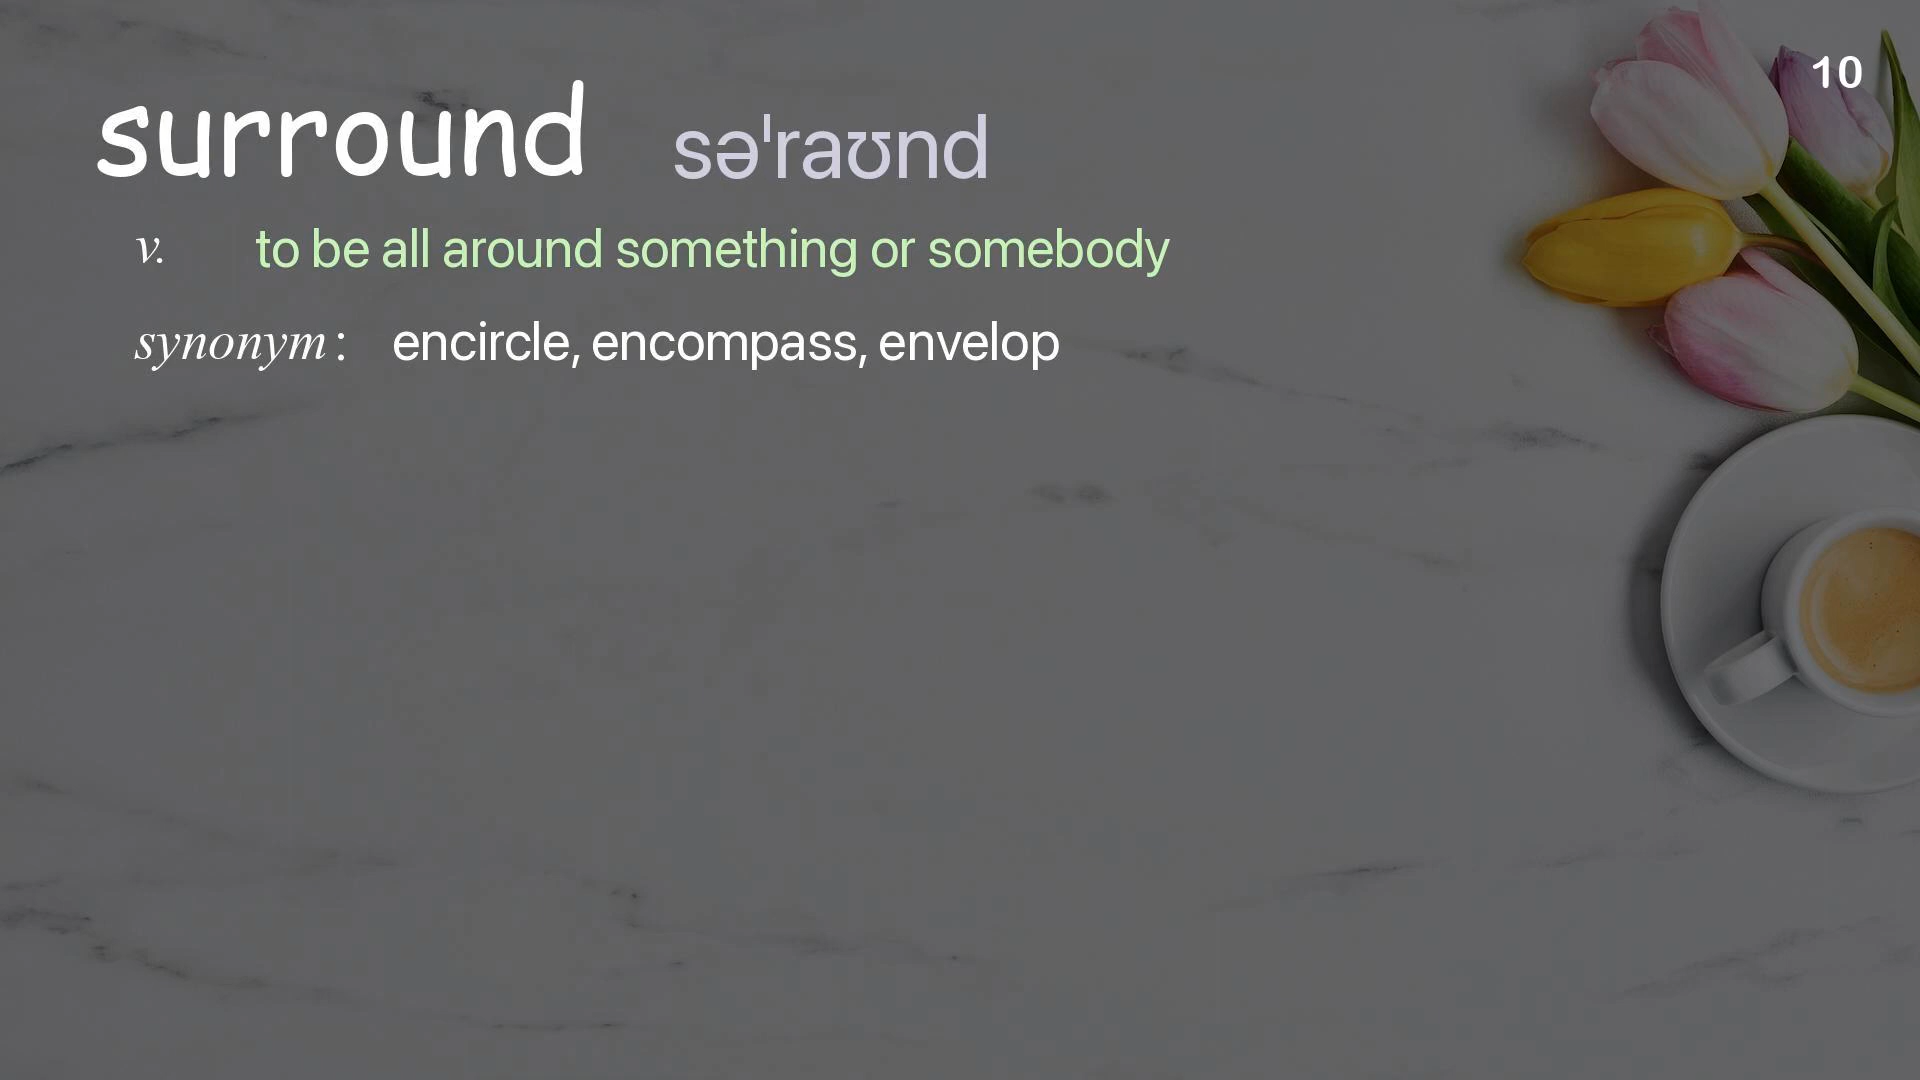 10
surround səˈraʊnd
v. to be all around something or somebody
synonym : encircle, encompass, envelop